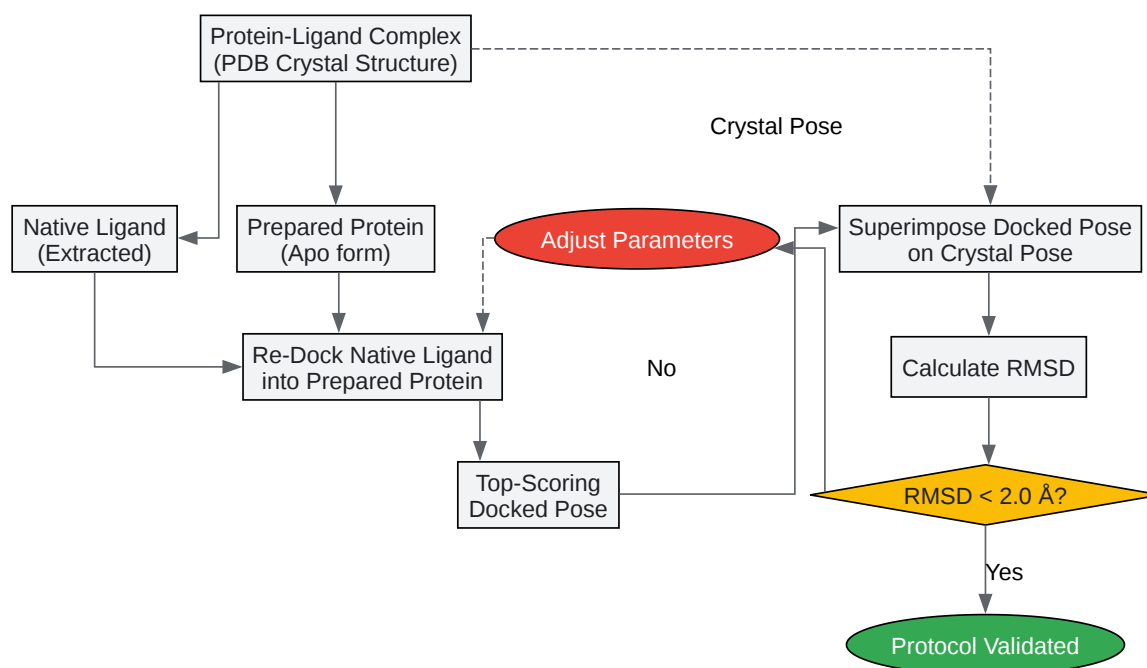 Protein-Ligand Complex
(PDB Crystal Structure)
Crystal Pose
Native Ligand
(Extracted)
Prepared Protein
(Apo form)
Adjust Parameters
Superimpose Docked Pose
on Crystal Pose
Re-Dock Native Ligand
into Prepared Protein
No
Calculate RMSD
Top-Scoring
Docked Pose
RMSD < 2.0 Å?
Yes
Protocol Validated